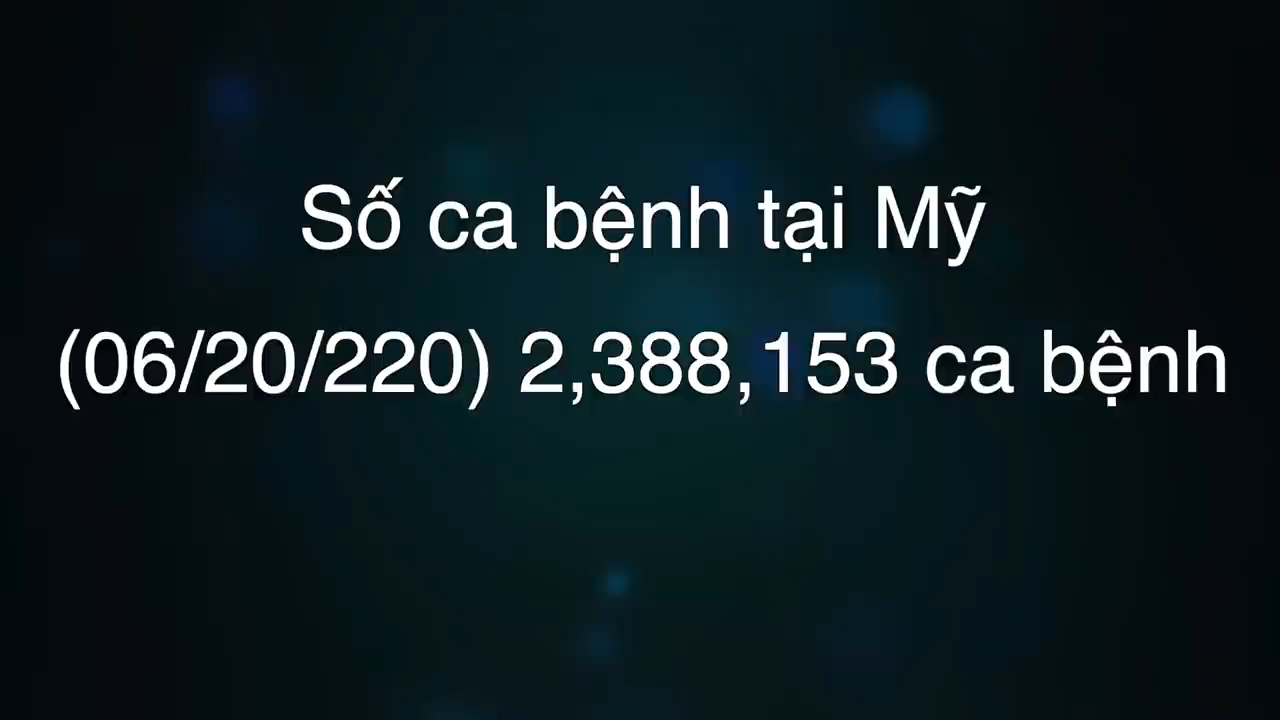 Số ca bệnh tại Mỹ
(06/20/220) 2,388,153 ca bệnh